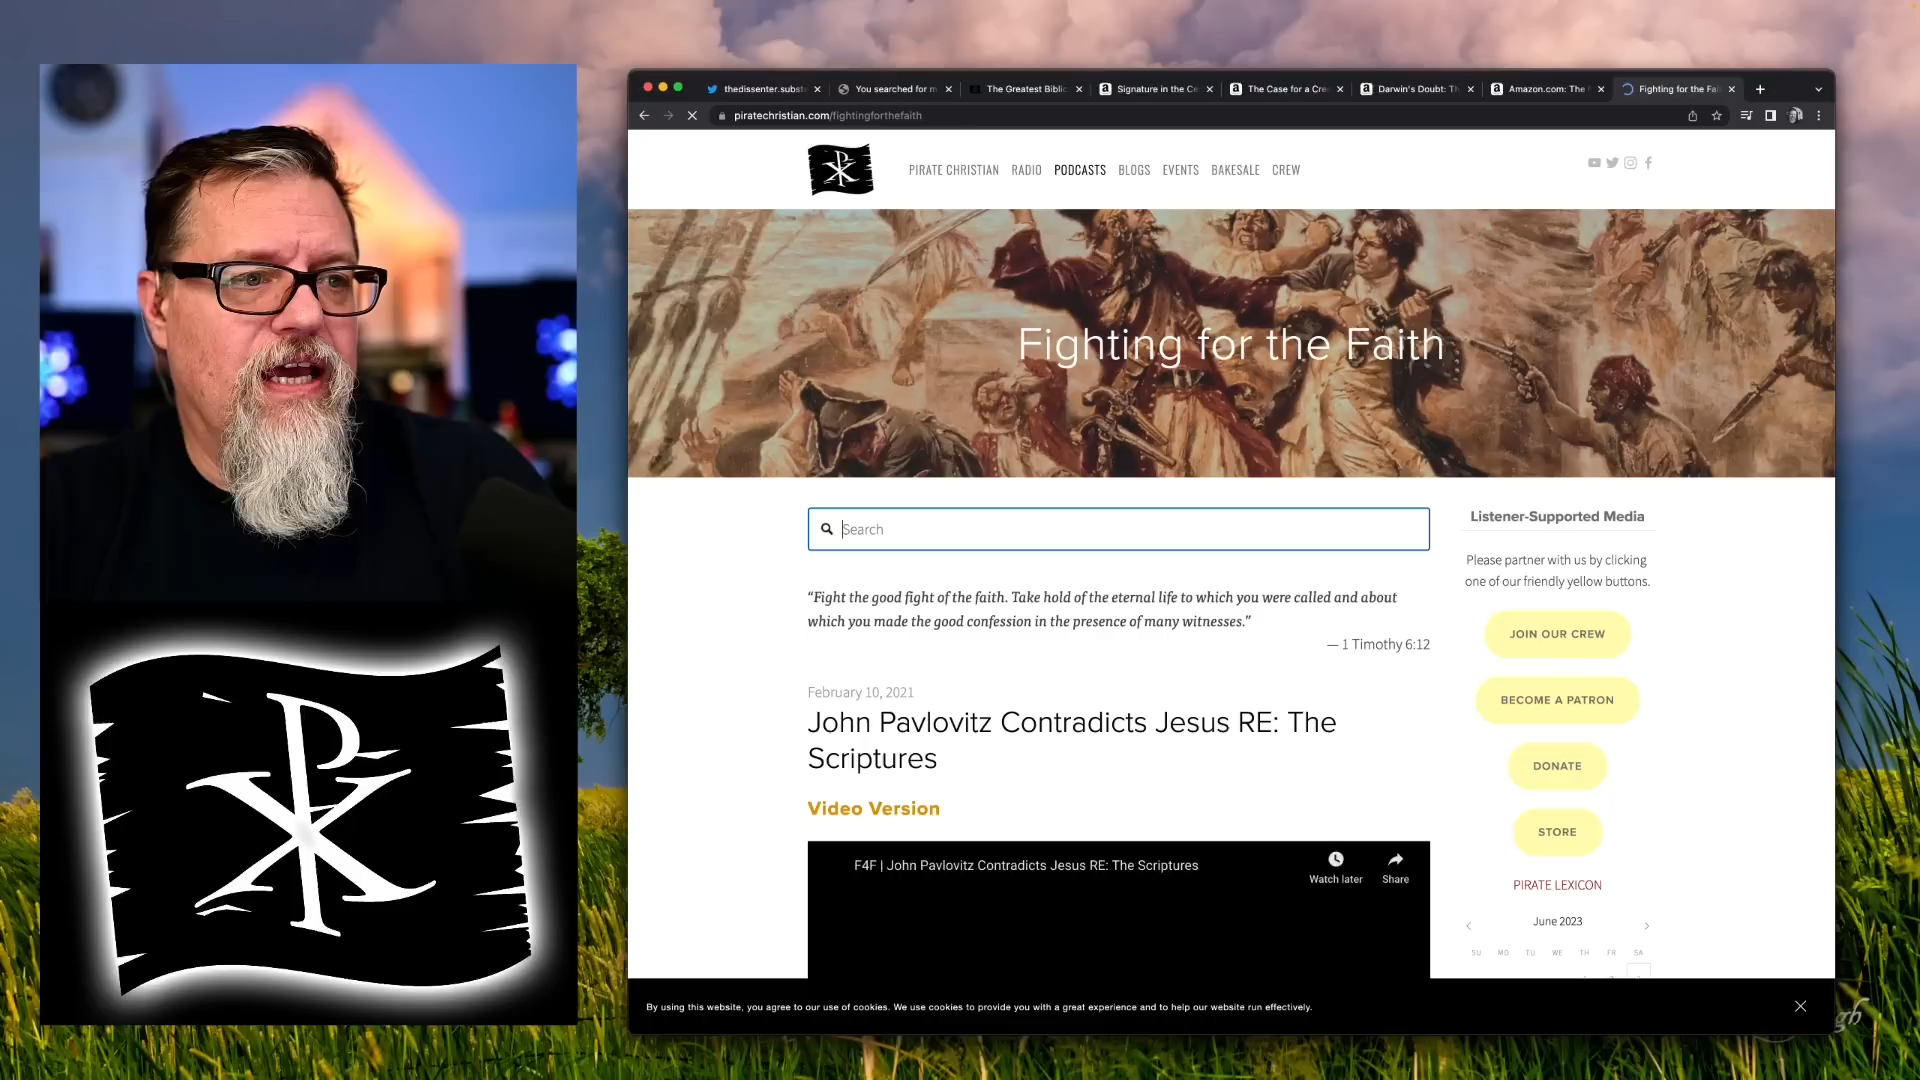 thedissenter.subst
You searched for m
The Greatest Biblic
Signature in the Ce
The Case for a Cre
Darwin's Doubt: Th
Amazon.com: The
Fighting for the Fai
piratechristian.com/fightingforthefaith
PIRATE CHRISTIAN RADIO PODCASTS BLOGS EVENTS BAKESALE CREW
Fighting for the Faith
Search
“Fight the good fight of the faith. Take hold of the eternal life to which you were called and about
which you made the good confession in the presence of many witnesses.”
— 1 Timothy 6:12
February 10, 2021
John Pavlovitz Contradicts Jesus RE: The
Scriptures
Video Version
F4F | John Pavlovitz Contradicts Jesus RE: The Scriptures
Watch later
Share
Listener-Supported Media
Please partner with us by clicking
one of our friendly yellow buttons.
JOIN OUR CREW
BECOME A PATRON
DONATE
STORE
PIRATE LEXICON
June 2023
SU MO TU WE TH FR SA
By using this website, you agree to our use of cookies. We use cookies to provide you with a great experience and to help our website run effectively.